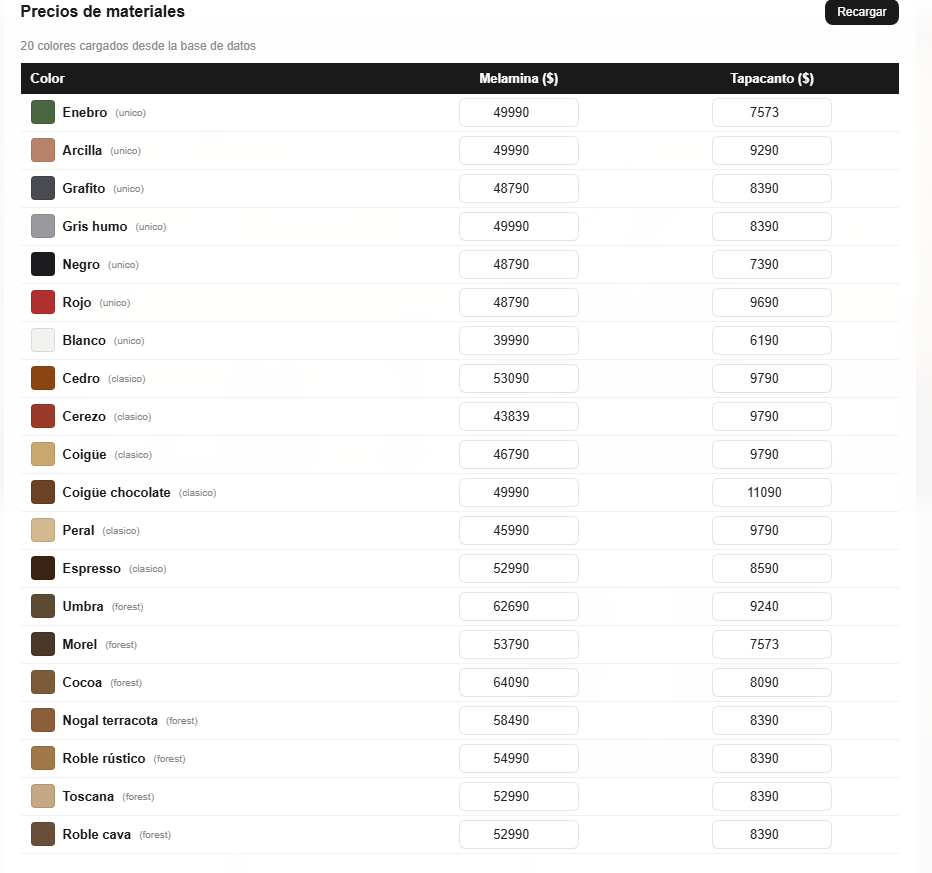 Precios de materiales
Recargar
20 colores cargados desde la base de datos
Color Melamina ($) Tapacanto ($)
Enebro (unico) 49990 7573
Arcilla (unico) 49990 9290
Grafito (unico) 48790 8390
Gris humo (unico) 49990 8390
Negro (unico) 48790 7390
Rojo (unico) 48790 9690
Blanco (unico) 39990 6190
Cedro (clasico) 53090 9790
Cerezo (clasico) 43839 9790
Coigüe (clasico) 46790 9790
Coigüe chocolate (clasico) 49990 11090
Peral (clasico) 45990 9790
Espresso (clasico) 52990 8590
Umbra (forest) 62690 9240
Morel (forest) 53790 7573
Cocoa (forest) 64090 8090
Nogal terracota (forest) 58490 8390
Roble rústico (forest) 54990 8390
Toscana (forest) 52990 8390
Roble cava (forest) 52990 8390